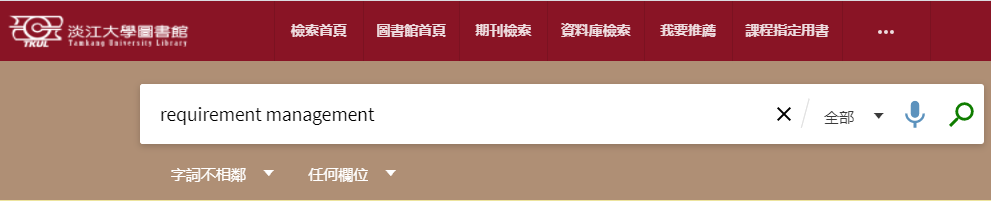 淡江大學圖書館
Tamkang University Library
TKUL
檢索首頁 圖書館首頁 期刊檢索 資料庫檢索 我要推薦 課程指定用書 •••
requirement management
全部
字詞不相鄰 任何欄位